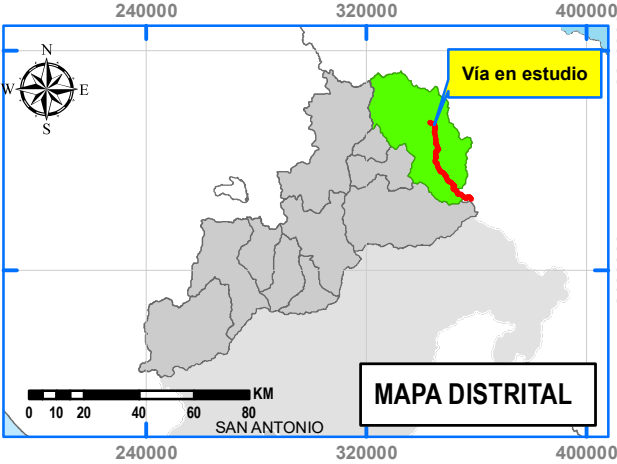 240000 320000 400000
N
W E
S
Vía en estudio
KM
0 10 20 40 60 80
SAN ANTONIO
MAPA DISTRITAL
240000 320000 400000